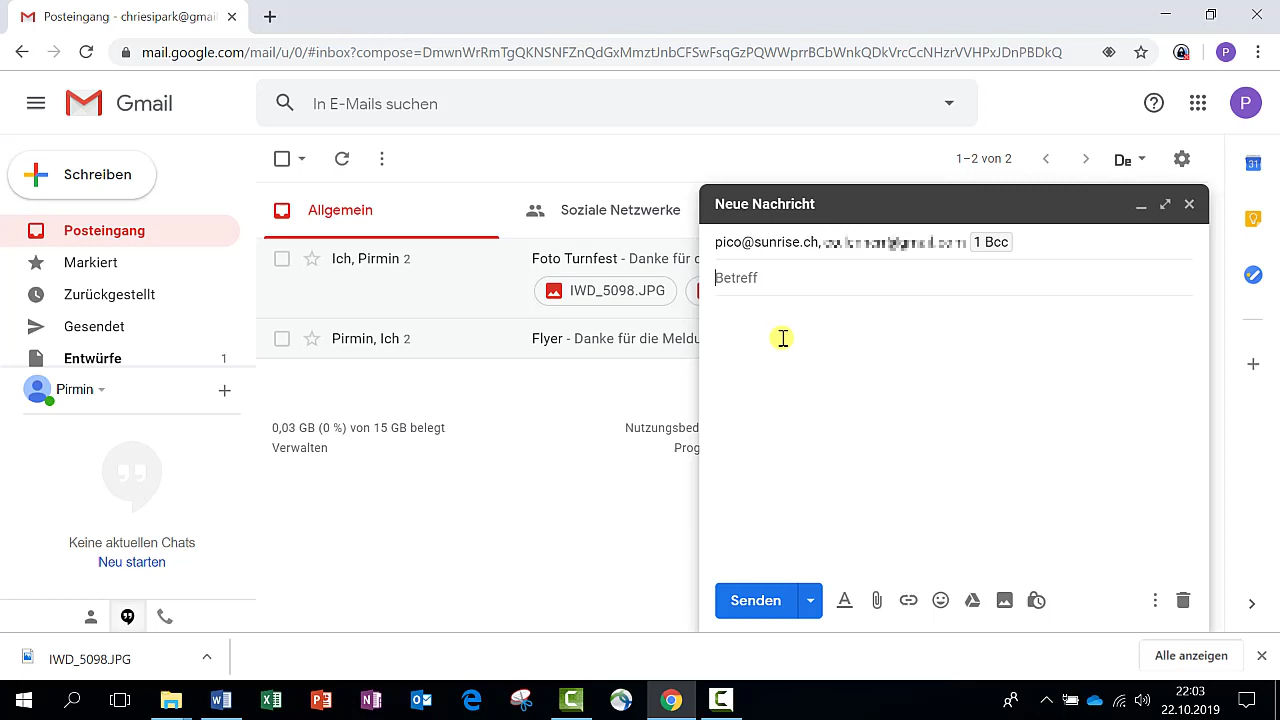 Posteingang - chriesipark@gmai
mail.google.com/mail/u/0/#inbox?compose=DmwnWrRmTgQKNSNFZnQdGxMmztJnbCFSwFsqGzPQWWprrBCbWnkQDkVrcCcNHzrVVHPxJDnPBDkQ
P
Gmail
In E-Mails suchen
P
Schreiben
1–2 von 2
De
31
Posteingang
Allgemein
Soziale Netzwerke
Neue Nachricht
Markiert
Ich, Pirmin 2
Foto Turnfest - Danke für d
pico@sunrise.ch,
1 Bcc
Zurückgestellt
IWD_5098.JPG
Betreff
Gesendet
Pirmin, Ich 2
Flyer - Danke für die Meldu
Entwürfe 1
Pirmin
0,03 GB (0 %) von 15 GB belegt
Verwalten
Nutzungsbed
Prog
Keine aktuellen Chats
Neu starten
Senden
IWD_5098.JPG
Alle anzeigen
22:03
22.10.2019